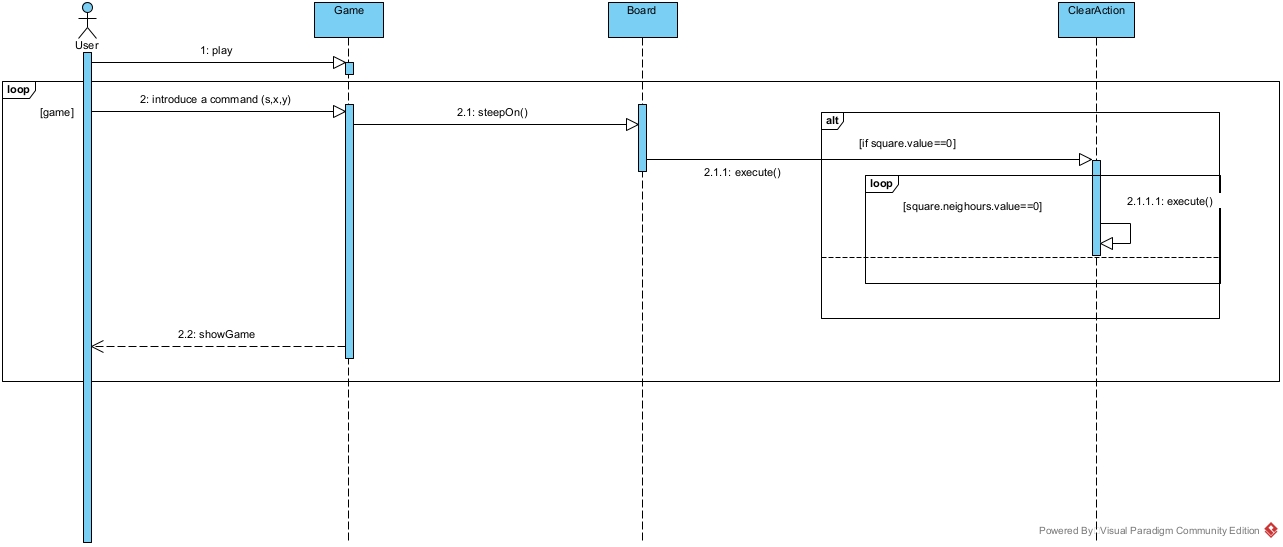 Game
Board
ClearAction
User
1: play
loop
2: introduce a command (s,x,y)
[game]
2.1: steepOn()
alt
[if square.value==0]
2.1.1: execute()
loop
2.1.1.1: execute()
[square.neighours.value==0]
2.2: showGame
Powered By Visual Paradigm Community Edition